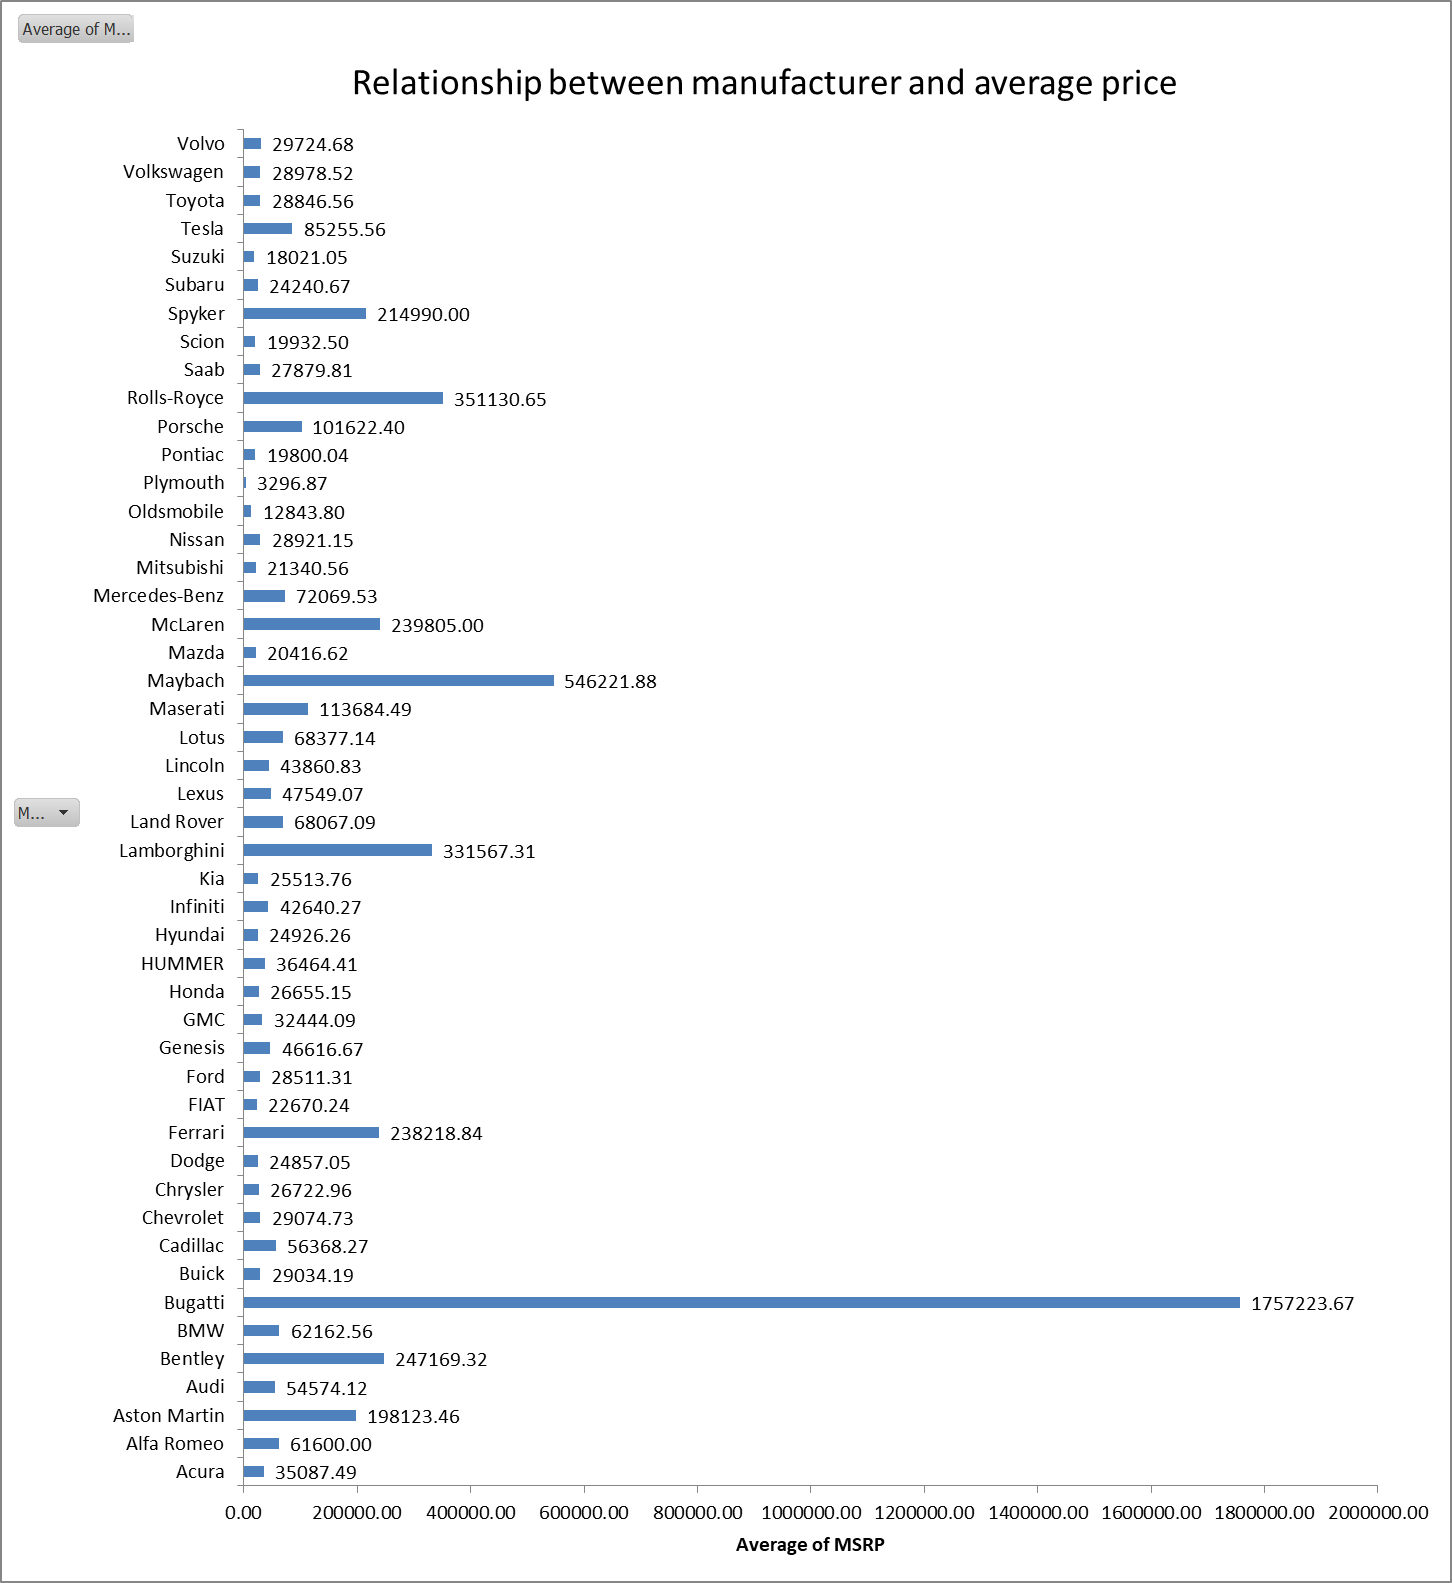 Average of M...
Relationship between manufacturer and average price
Volvo 29724.68
Volkswagen 28978.52
Toyota 28846.56
Tesla 85255.56
Suzuki 18021.05
Subaru 24240.67
Spyker 214990.00
Scion 19932.50
Saab 27879.81
Rolls-Royce 351130.65
Porsche 101622.40
Pontiac 19800.04
Plymouth 3296.87
Oldsmobile 12843.80
Nissan 28921.15
Mitsubishi 21340.56
Mercedes-Benz 72069.53
McLaren 239805.00
Mazda 20416.62
Maybach 546221.88
Maserati 113684.49
Lotus 68377.14
Lincoln 43860.83
Lexus 47549.07
M...
Land Rover 68067.09
Lamborghini 331567.31
Kia 25513.76
Infiniti 42640.27
Hyundai 24926.26
HUMMER 36464.41
Honda 26655.15
GMC 32444.09
Genesis 46616.67
Ford 28511.31
FIAT 22670.24
Ferrari 238218.84
Dodge 24857.05
Chrysler 26722.96
Chevrolet 29074.73
Cadillac 56368.27
Buick 29034.19
Bugatti 1757223.67
BMW 62162.56
Bentley 247169.32
Audi 54574.12
Aston Martin 198123.46
Alfa Romeo 61600.00
Acura 35087.49
0.00 200000.00 400000.00 600000.00 800000.00 1000000.00 1200000.00 1400000.00 1600000.00 1800000.00 2000000.00
Average of MSRP